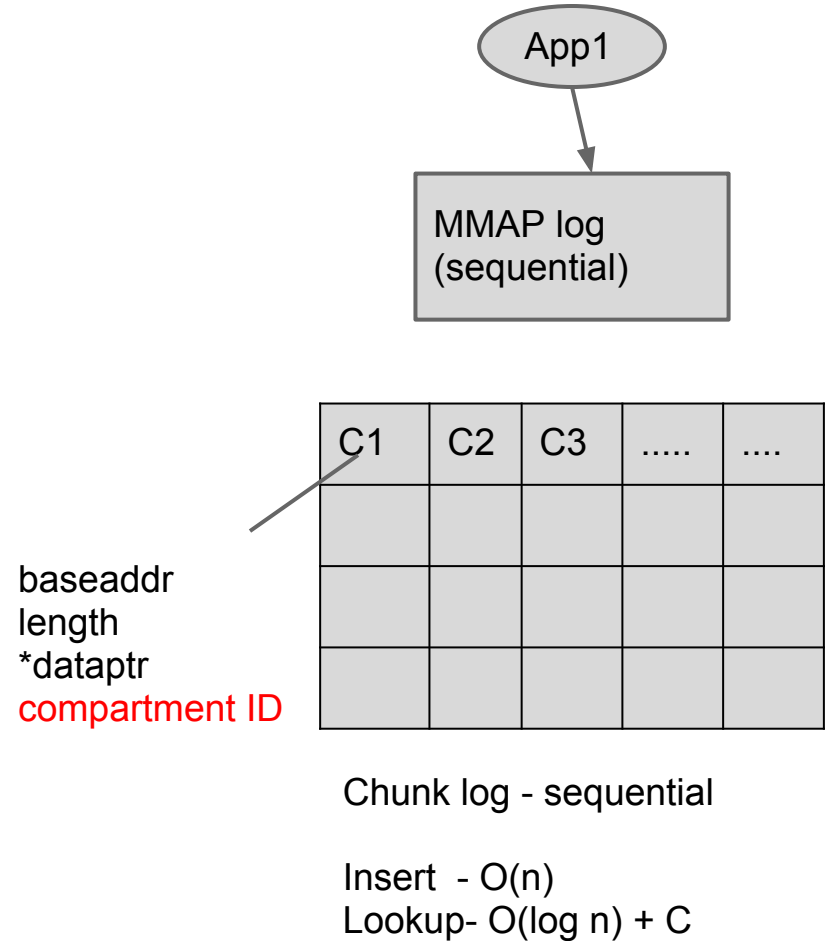 App1
MMAP log
(sequential)
C1 C2 C3 ..... ....
baseaddr
length
*dataptr
compartment ID
Chunk log - sequential
Insert - O(n)
Lookup- O(log n) + C